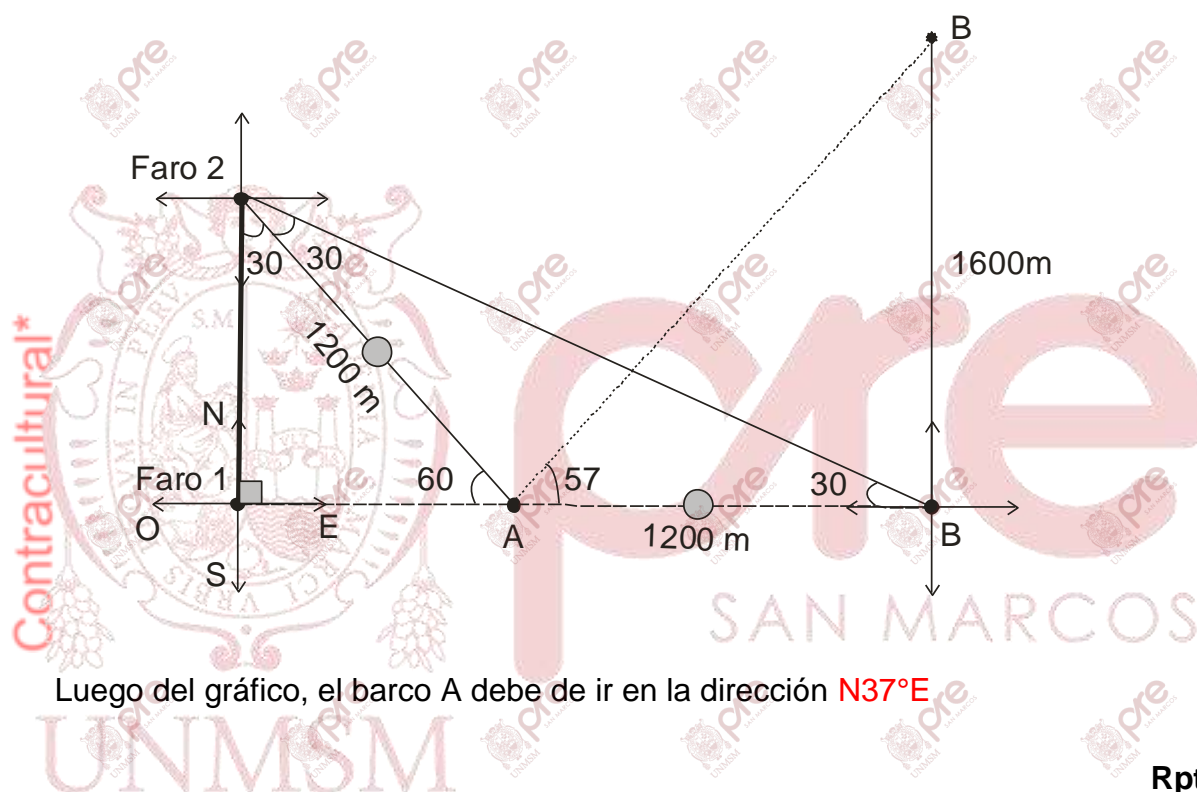 B
Faro 2
30 30
1600m
1200 m
N
Faro 1
60
57
30
O
E
A
1200 m
B
S
Contracultural*
S.M
pre
SAN MARCOS
Luego del gráfico, el barco A debe de ir en la dirección N37°E
UNMSM
Rpt